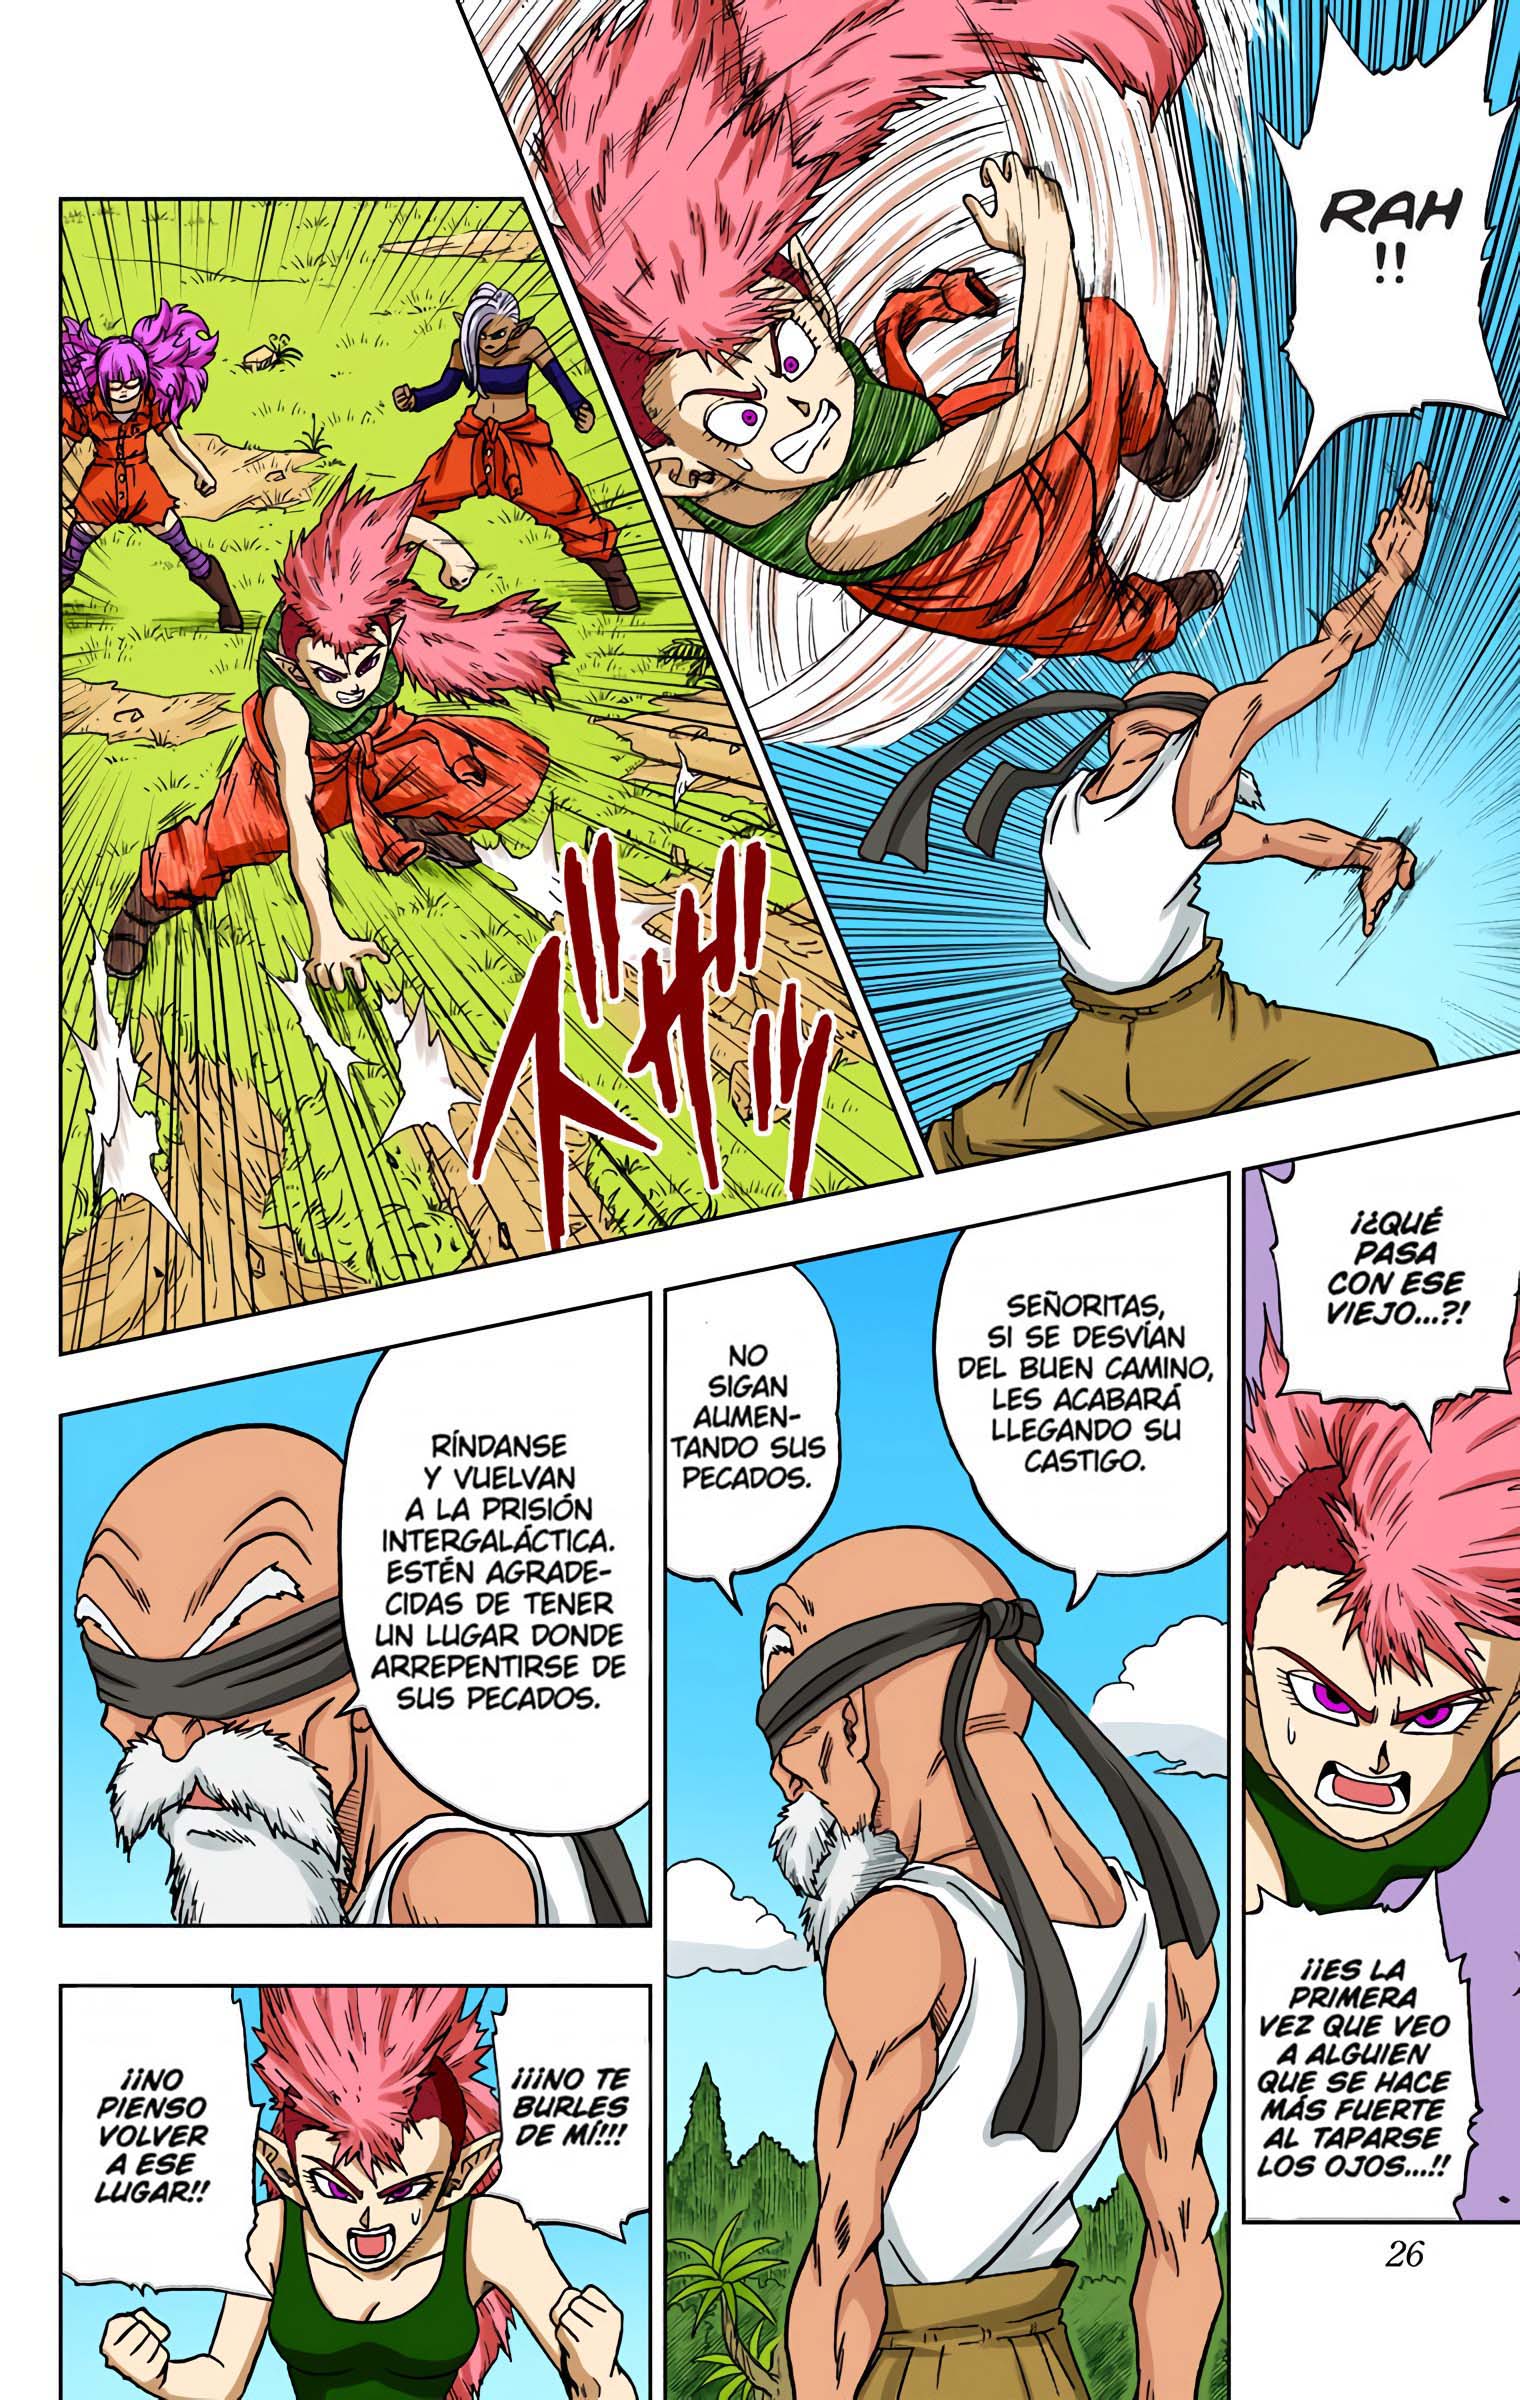 RAH
!!
ズザザッ
¡¿QUÉ
PASA
CON ESE
VIEJO...?!
¡¡ES LA
PRIMERA
VEZ QUE VEO
A ALGUIEN
QUE SE HACE
MÁS FUERTE
AL TAPARSE
LOS OJOS...!!
SEÑORITAS,
SI SE DESVÍAN
DEL BUEN CAMINO,
LES ACABARÁ
LLEGANDO SU
CASTIGO.
NO
SIGAN
AUMEN-
TANDO SUS
PECADOS.
RÍNDANSE
Y VUELVAN
A LA PRISIÓN
INTERGALÁCTICA.
ESTÉN AGRADE-
CIDAS DE TENER
UN LUGAR DONDE
ARREPENTIRSE DE
SUS PECADOS.
¡¡¡NO TE
BURLES
DE MÍ!!!
¡¡NO
PIENSO
VOLVER
A ESE
LUGAR!!
26